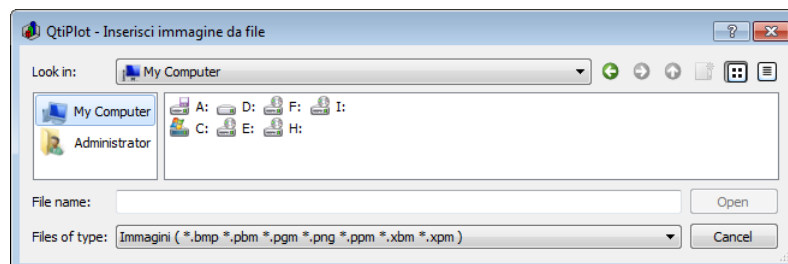 QtiPlot - Inserisci immagine da file
Look in: My Computer
My Computer
Administrator
A: D: F: I:
C: E: H:
File name: Open
Files of type: Immagini ( *.bmp *.pbm *.pgm *.png *.ppm *.xbm *.xpm ) Cancel